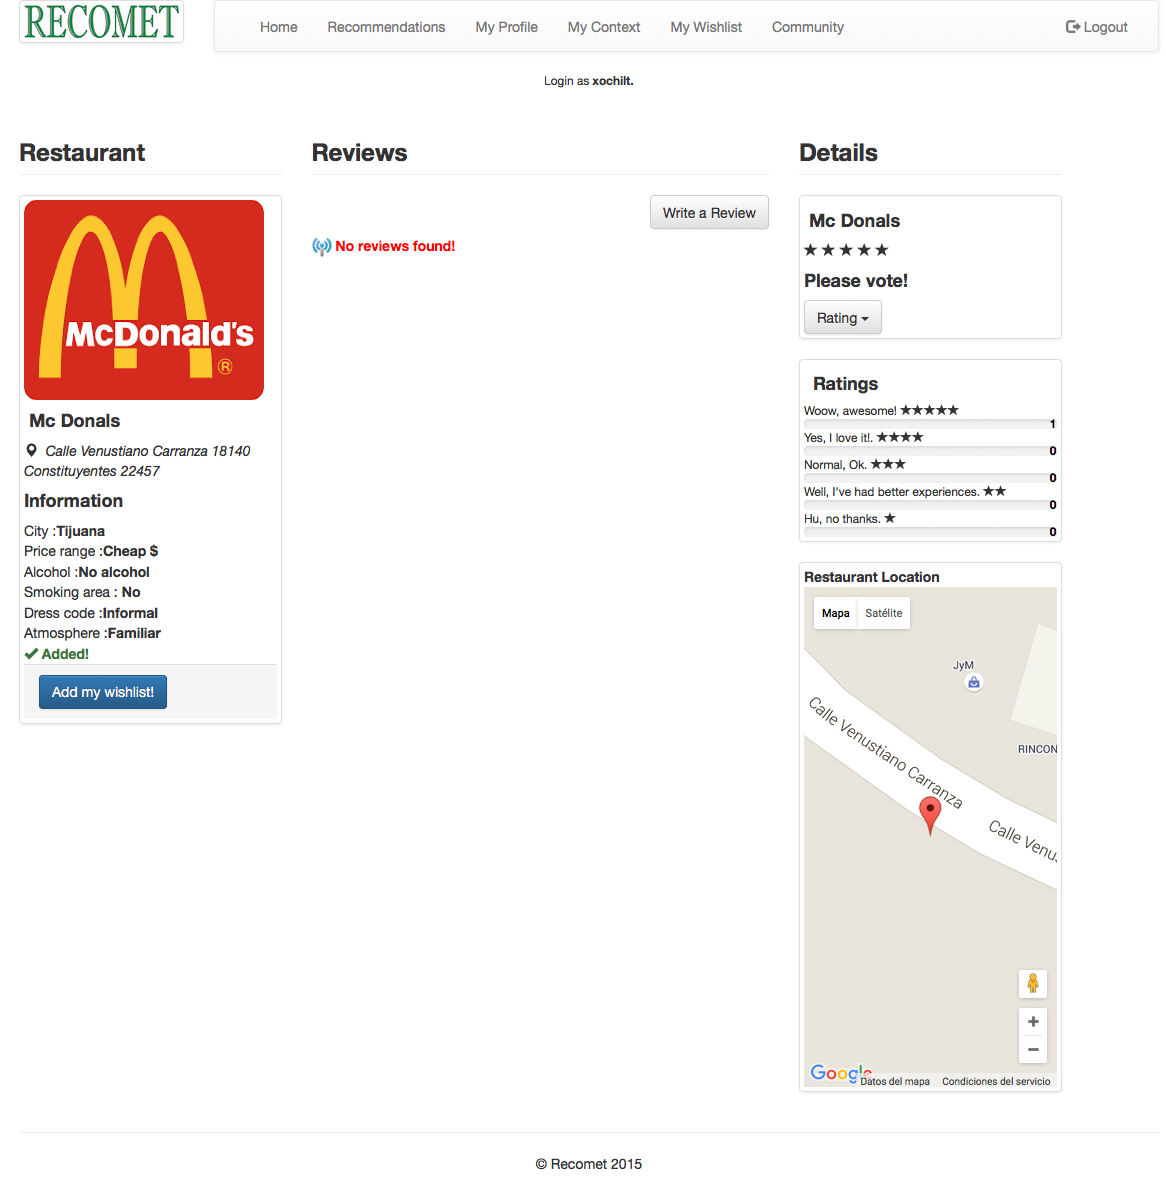 RECOMET
Home Recommendations My Profile My Context My Wishlist Community Logout
Login as xochilt.
Restaurant
McDonald's
®
Mc Donals
Calle Venustiano Carranza 18140
Constituyentes 22457
Information
City :Tijuana
Price range :Cheap $
Alcohol :No alcohol
Smoking area : No
Dress code :Informal
Atmosphere :Familiar
Added!
Add my wishlist!
Reviews
Write a Review
No reviews found!
Details
Mc Donals
★ ★ ★ ★ ★
Please vote!
Rating
Ratings
Woow, awesome! ★★★★★
1
Yes, I love it!. ★★★★
0
Normal, Ok. ★★★
0
Well, I've had better experiences. ★★
0
Hu, no thanks. ★
0
Restaurant Location
Mapa Satélite
JyM
Calle Venustiano Carranza
RINCON
Calle Venus
+
−
Google
Datos del mapa Condiciones del servicio
© Recomet 2015